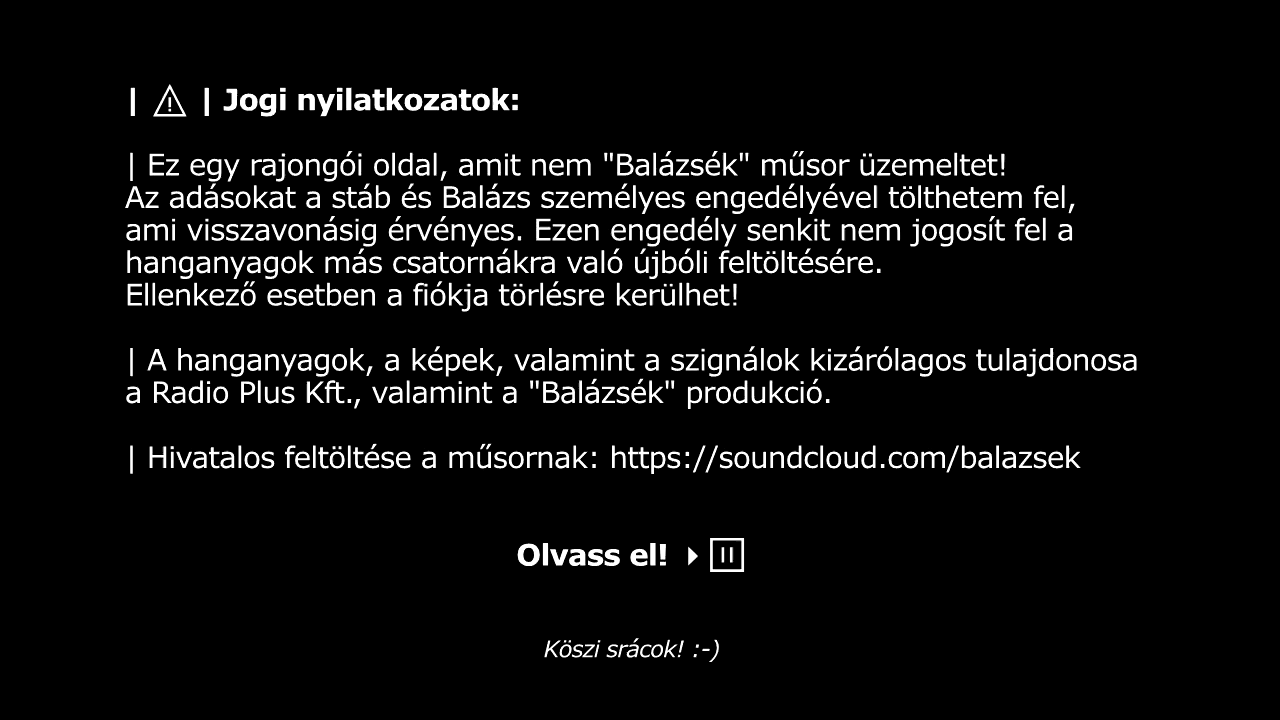 | ⚠ | Jogi nyilatkozatok:
| Ez egy rajongói oldal, amit nem "Balázsék" műsor üzemeltet!
Az adásokat a stáb és Balázs személyes engedélyével tölthetem fel,
ami visszavonásig érvényes. Ezen engedély senkit nem jogosít fel a
hanganyagok más csatornákra való újbóli feltöltésére.
Ellenkező esetben a fiókja törlésre kerülhet!
| A hanganyagok, a képek, valamint a szignálok kizárólagos tulajdonosa
a Radio Plus Kft., valamint a "Balázsék" produkció.
| Hivatalos feltöltése a műsornak: https://soundcloud.com/balazsek
Olvass el!
Köszi srácok! :-)